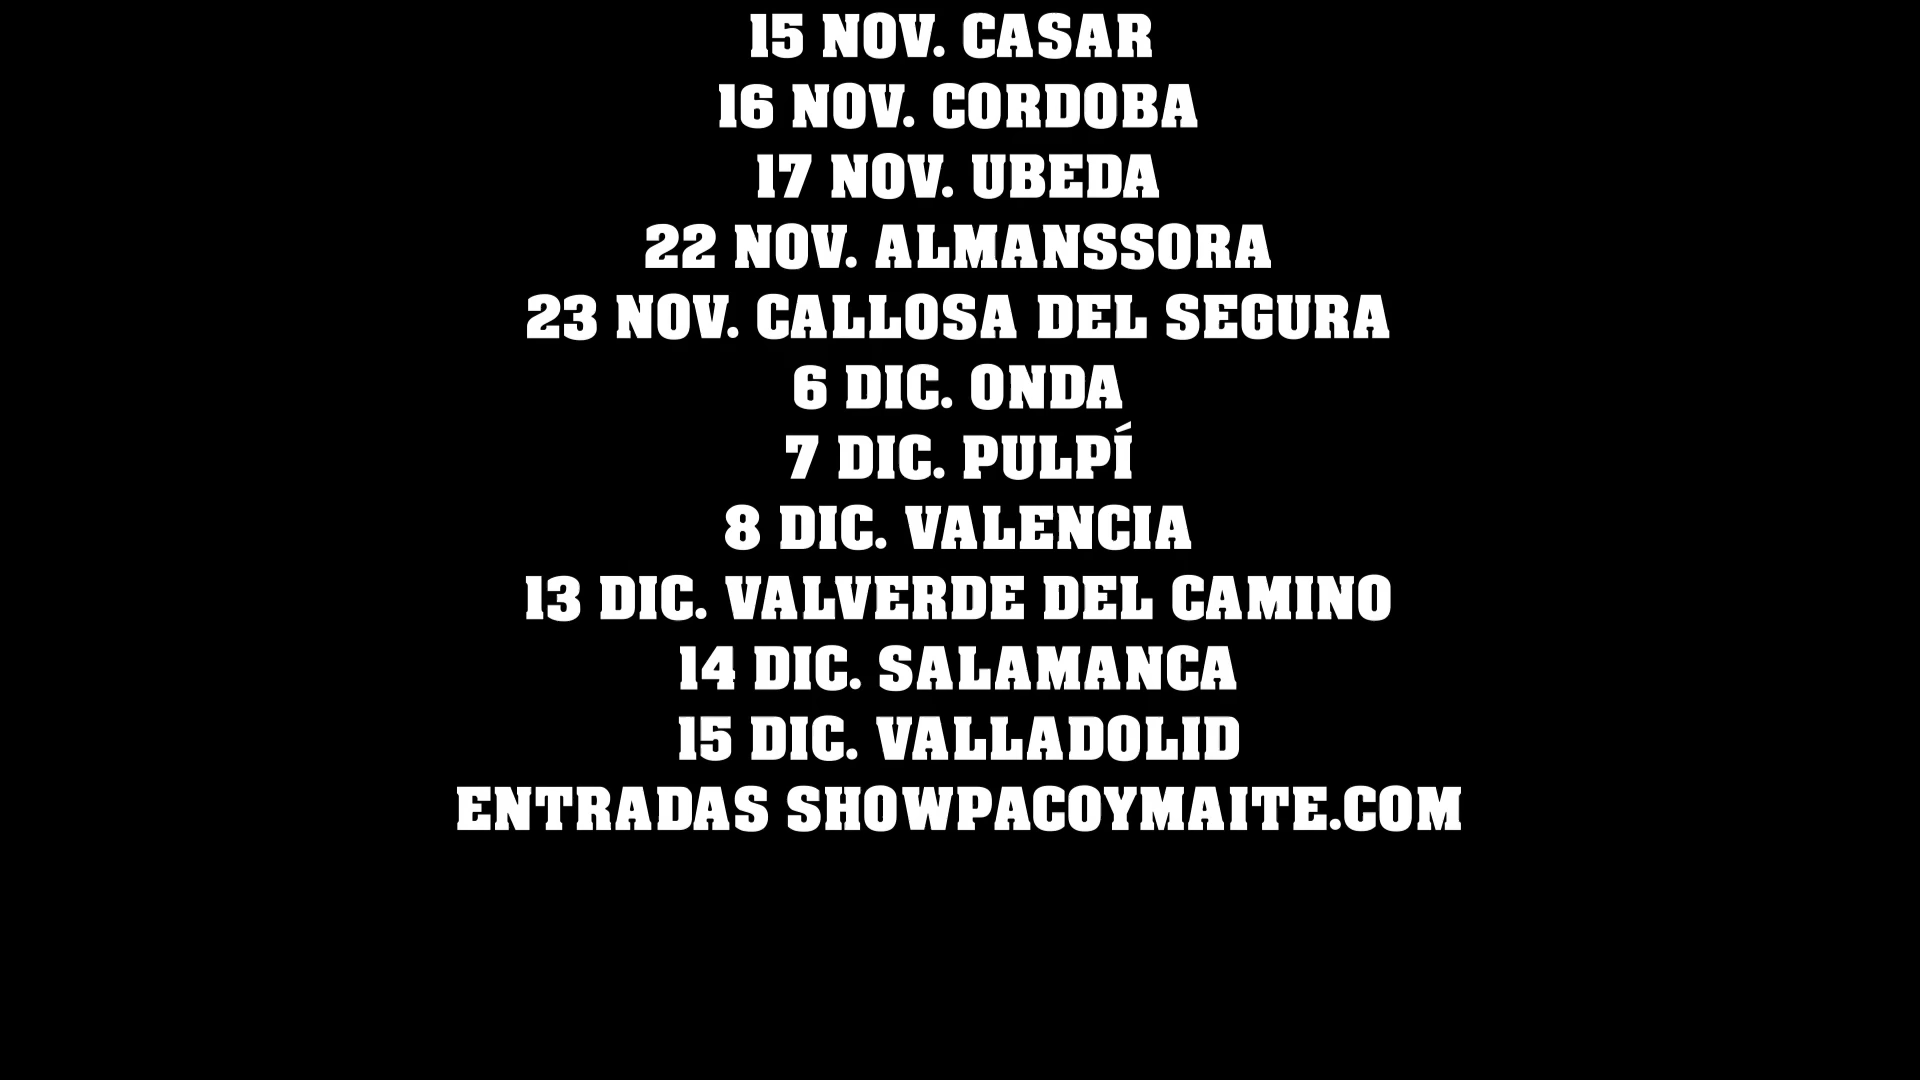 15 NOV. CASAR
16 NOV. CORDOBA
17 NOV. UBEDA
22 NOV. ALMANSSORA
23 NOV. CALLOSA DEL SEGURA
6 DIC. ONDA
7 DIC. PULPÍ
8 DIC. VALENCIA
13 DIC. VALVERDE DEL CAMINO
14 DIC. SALAMANCA
15 DIC. VALLADOLID
ENTRADAS SHOWPACOYMAITE.COM